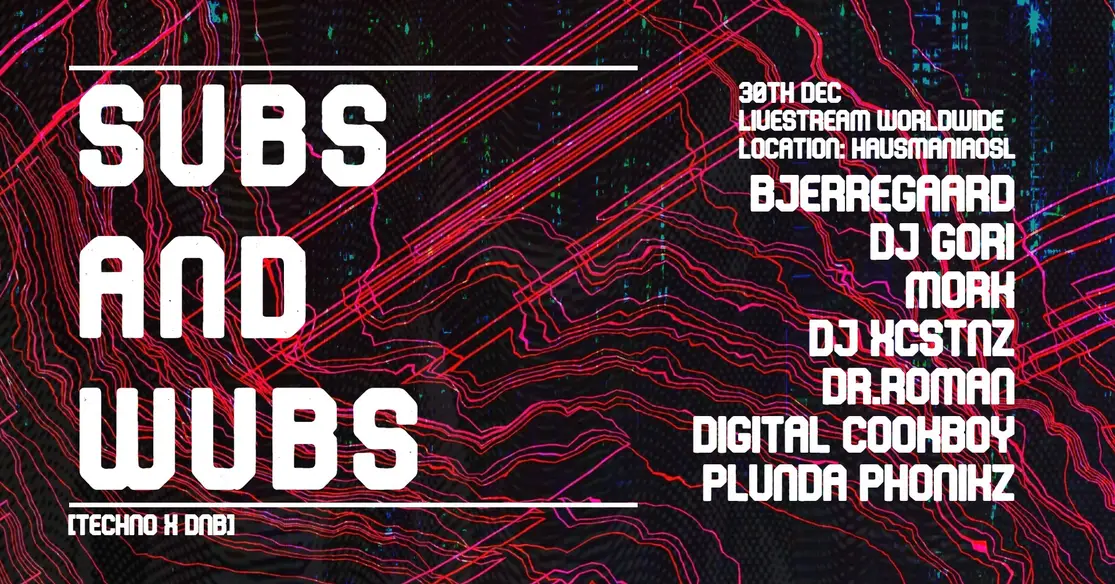 SUBS
AND
WUBS
[TECHNO X DNB]
30TH DEC
LIVESTREAM WORLDWIDE
LOCATION: HAUSMANIAOSL
BJERREGAARD
DJ GORI
MORK
DJ XCSTNZ
DR.ROMAN
DIGITAL COOKBOY
PLUNDA PHONIKZ